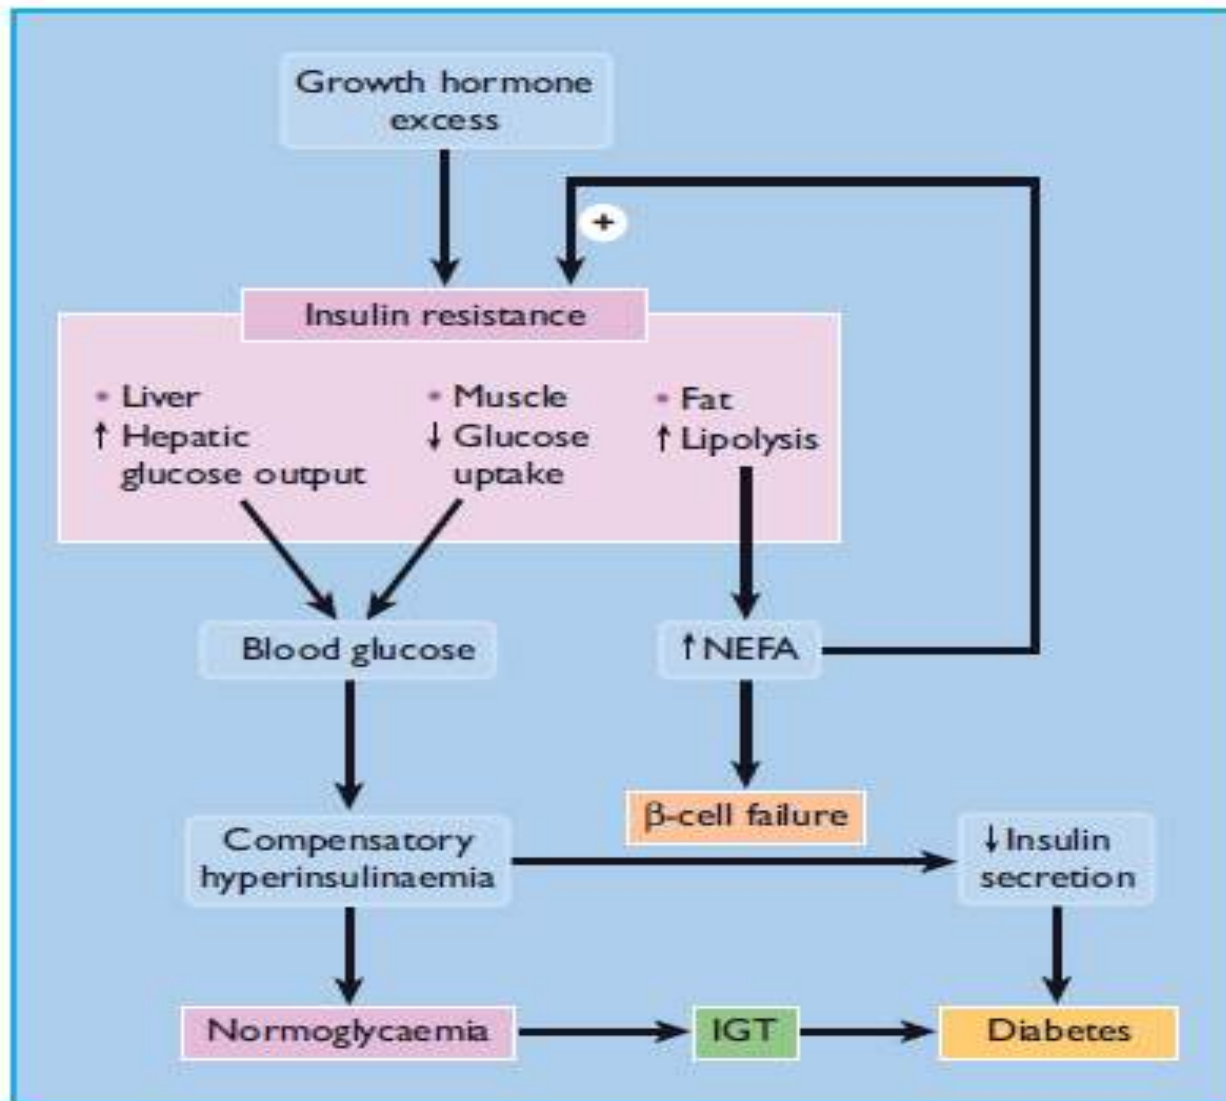 Growth hormone
excess
+
Insulin resistance
• Liver
↑ Hepatic
glucose output
• Muscle
↓ Glucose
uptake
• Fat
↑ Lipolysis
Blood glucose
↑ NEFA
β-cell failure
Compensatory
hyperinsulinaemia
↓ Insulin
secretion
Normoglycaemia
IGT
Diabetes